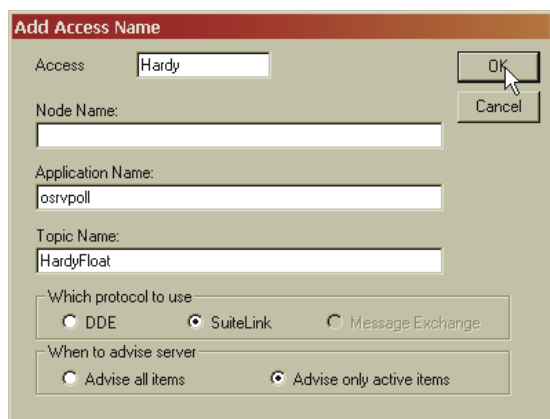 Add Access Name
Access Hardy OK
Cancel
Node Name:
Application Name:
osrvpoll
Topic Name:
HardyFloat
Which protocol to use
DDE SuiteLink Message Exchange
When to advise server
Advise all items Advise only active items